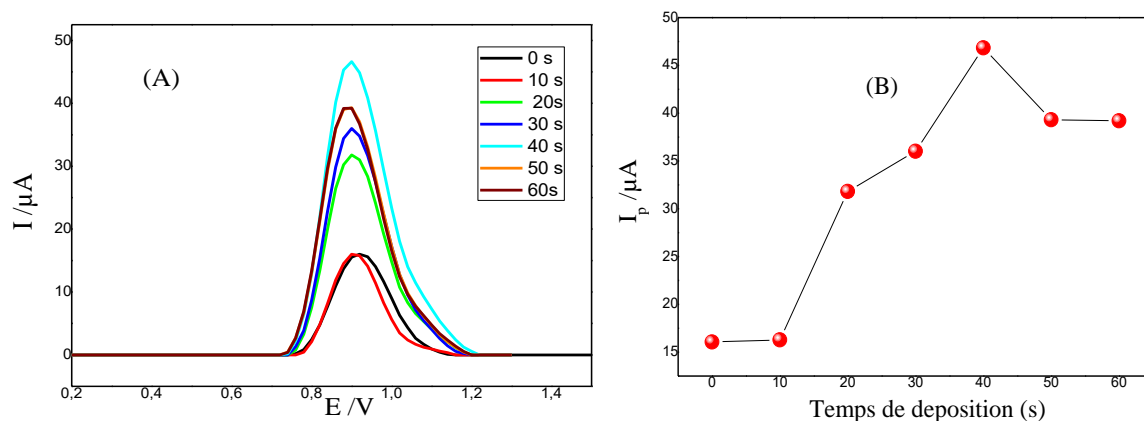 (A)
50
40
30
20
10
0
I /µA
0,2 0,4 0,6 0,8 1,0 1,2 1,4
E /V
0 s
10 s
20s
30 s
40 s
50 s
60s
(B)
50
45
40
35
30
25
20
15
I_p /µA
0 10 20 30 40 50 60
Temps de deposition (s)